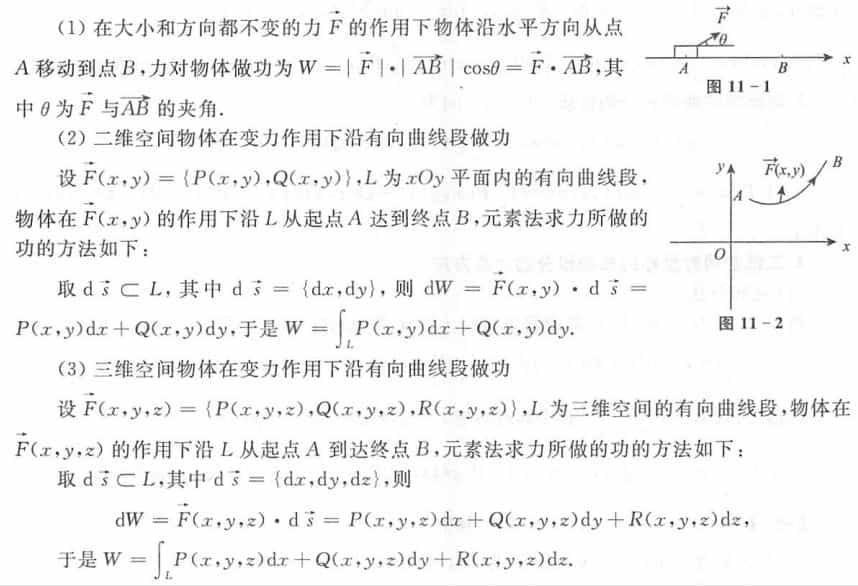 (1) 在大小和方向都不变的力 $\vec{F}$ 的作用下物体沿水平方向从点
A 移动到点 B,力对物体做功为 $W=|\vec{F}|\cdot|\overrightarrow{AB}|\cos\theta=\vec{F}\cdot\overrightarrow{AB}$,其
中 θ 为 $\vec{F}$ 与 $\overrightarrow{AB}$ 的夹角.
$\vec{F}$
θ
A
B
x
图 11-1
(2) 二维空间物体在变力作用下沿有向曲线段做功
设 $\vec{F}(x,y)=\{P(x,y),Q(x,y)\}$,L 为 xOy 平面内的有向曲线段,
物体在 $\vec{F}(x,y)$ 的作用下沿 L 从起点 A 达到终点 B,元素法求力所做的
功的方法如下:
取 $d\vec{s}\subset L$, 其中 $d\vec{s}=\{dx,dy\}$, 则 $dW=\vec{F}(x,y)\cdot d\vec{s}=$
$P(x,y)dx+Q(x,y)dy$,于是 $W=\int_L P(x,y)dx+Q(x,y)dy.$
y
$\vec{F}(x,y)$
B
A
O
x
图 11-2
(3) 三维空间物体在变力作用下沿有向曲线段做功
设 $\vec{F}(x,y,z)=\{P(x,y,z),Q(x,y,z),R(x,y,z)\}$,L 为三维空间的有向曲线段,物体在
$\vec{F}(x,y,z)$ 的作用下沿 L 从起点 A 到达终点 B,元素法求力所做的功的方法如下:
取 $d\vec{s}\subset L$,其中 $d\vec{s}=\{dx,dy,dz\}$,则
$dW=\vec{F}(x,y,z)\cdot d\vec{s}=P(x,y,z)dx+Q(x,y,z)dy+R(x,y,z)dz,$
于是 $W=\int_L P(x,y,z)dx+Q(x,y,z)dy+R(x,y,z)dz.$